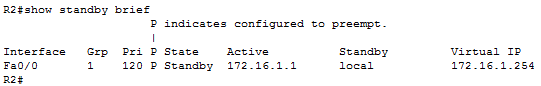 R2#show standby brief
                     P indicates configured to preempt.
                     |
Interface   Grp  Pri P State    Active          Standby         Virtual IP
Fa0/0       1    120 P Standby  172.16.1.1      local           172.16.1.254
R2#